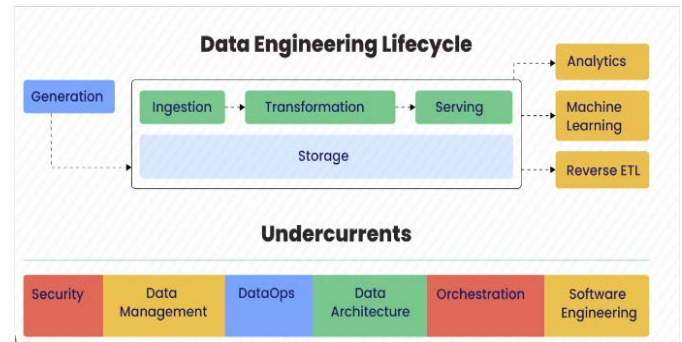 Data Engineering Lifecycle
Generation
Ingestion
Transformation
Serving
Storage
Analytics
Machine
Learning
Reverse ETL
Undercurrents
Security
Data
Management
DataOps
Data
Architecture
Orchestration
Software
Engineering